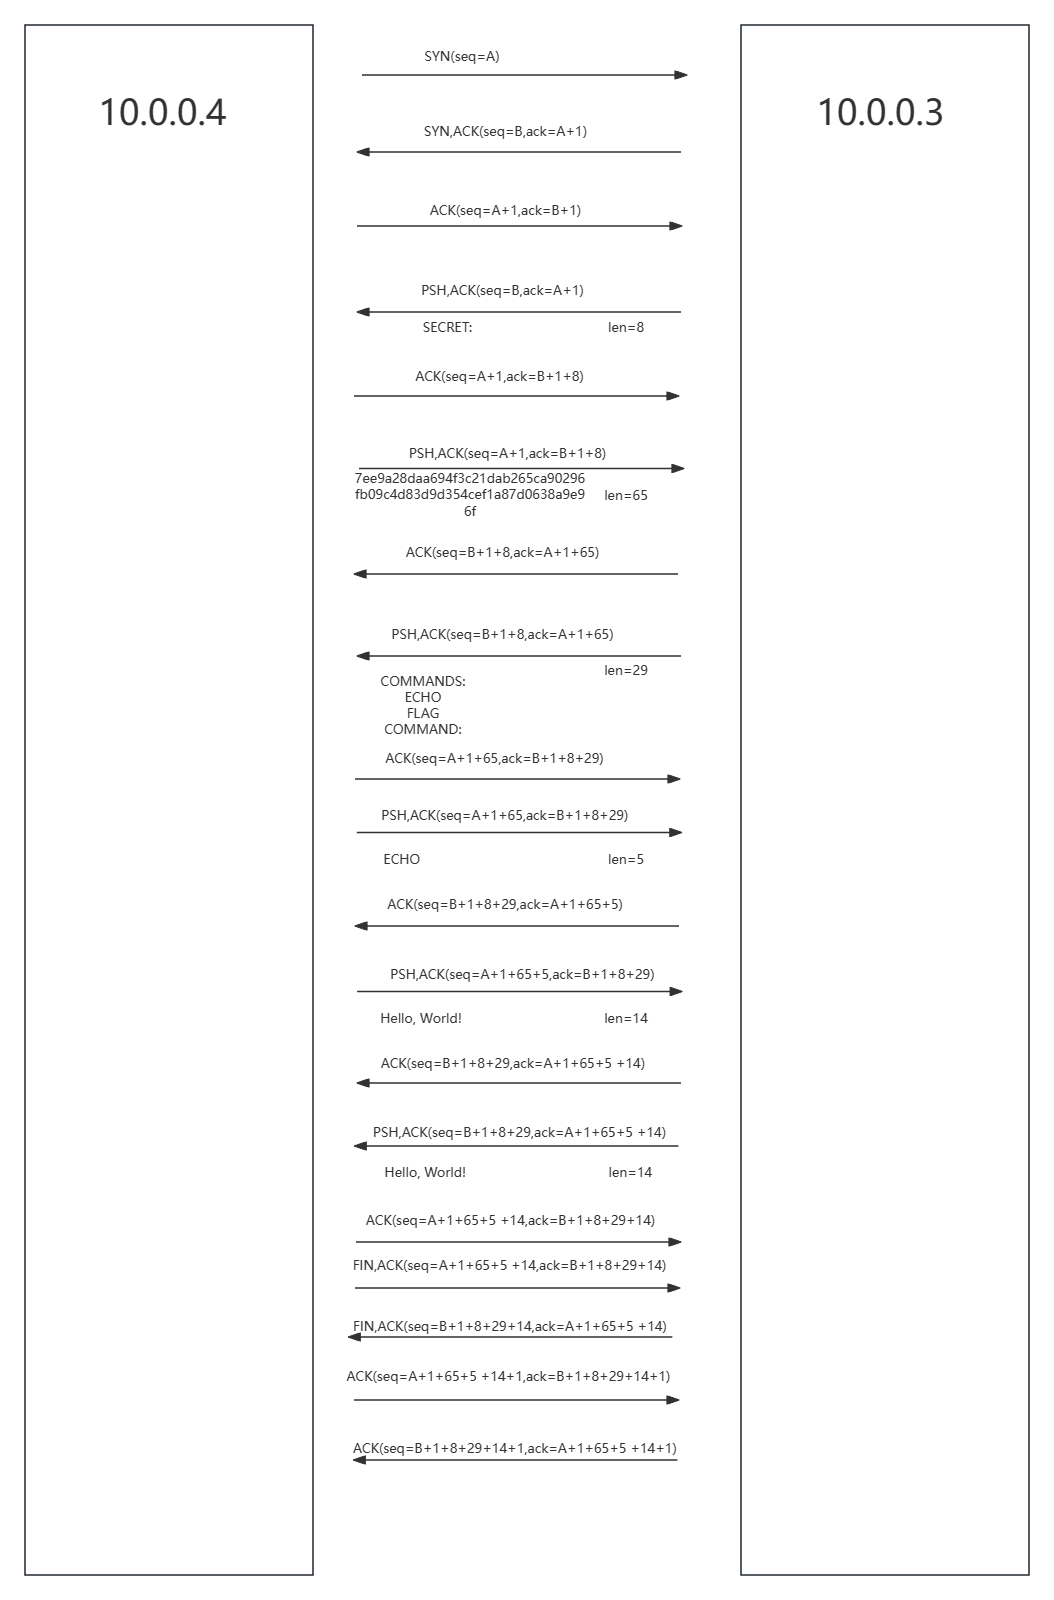 10.0.0.4
10.0.0.3
SYN(seq=A)
SYN,ACK(seq=B,ack=A+1)
ACK(seq=A+1,ack=B+1)
PSH,ACK(seq=B,ack=A+1)
SECRET:
len=8
ACK(seq=A+1,ack=B+1+8)
PSH,ACK(seq=A+1,ack=B+1+8)
7ee9a28daa694f3c21dab265ca90296
fb09c4d83d9d354cef1a87d0638a9e9
6f
len=65
ACK(seq=B+1+8,ack=A+1+65)
PSH,ACK(seq=B+1+8,ack=A+1+65)
len=29
COMMANDS:
ECHO
FLAG
COMMAND:
ACK(seq=A+1+65,ack=B+1+8+29)
PSH,ACK(seq=A+1+65,ack=B+1+8+29)
ECHO
len=5
ACK(seq=B+1+8+29,ack=A+1+65+5)
PSH,ACK(seq=A+1+65+5,ack=B+1+8+29)
Hello, World!
len=14
ACK(seq=B+1+8+29,ack=A+1+65+5 +14)
PSH,ACK(seq=B+1+8+29,ack=A+1+65+5 +14)
Hello, World!
len=14
ACK(seq=A+1+65+5 +14,ack=B+1+8+29+14)
FIN,ACK(seq=A+1+65+5 +14,ack=B+1+8+29+14)
FIN,ACK(seq=B+1+8+29+14,ack=A+1+65+5 +14)
ACK(seq=A+1+65+5 +14+1,ack=B+1+8+29+14+1)
ACK(seq=B+1+8+29+14+1,ack=A+1+65+5 +14+1)